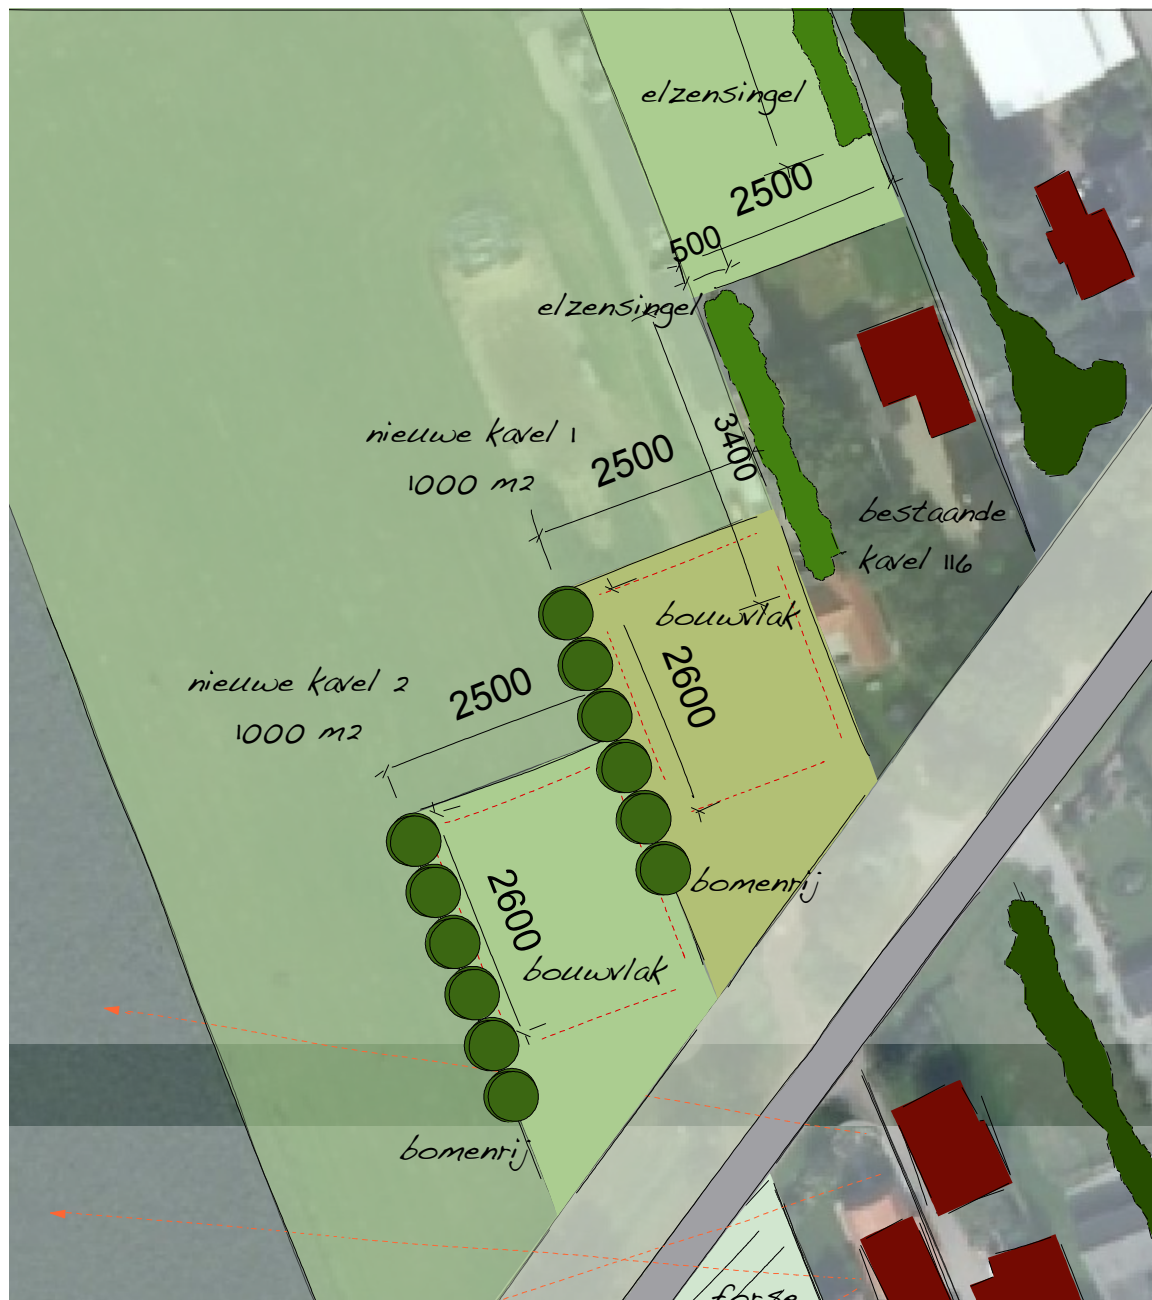 elzensingel
2500
500
elzensingel
nieuwe kavel 1
1000 m2
2500
3400
bestaande
kavel 116
bouwvlak
2600
nieuwe kavel 2
1000 m2
2500
bomenrij
2600
bouwvlak
bomenrij
forse